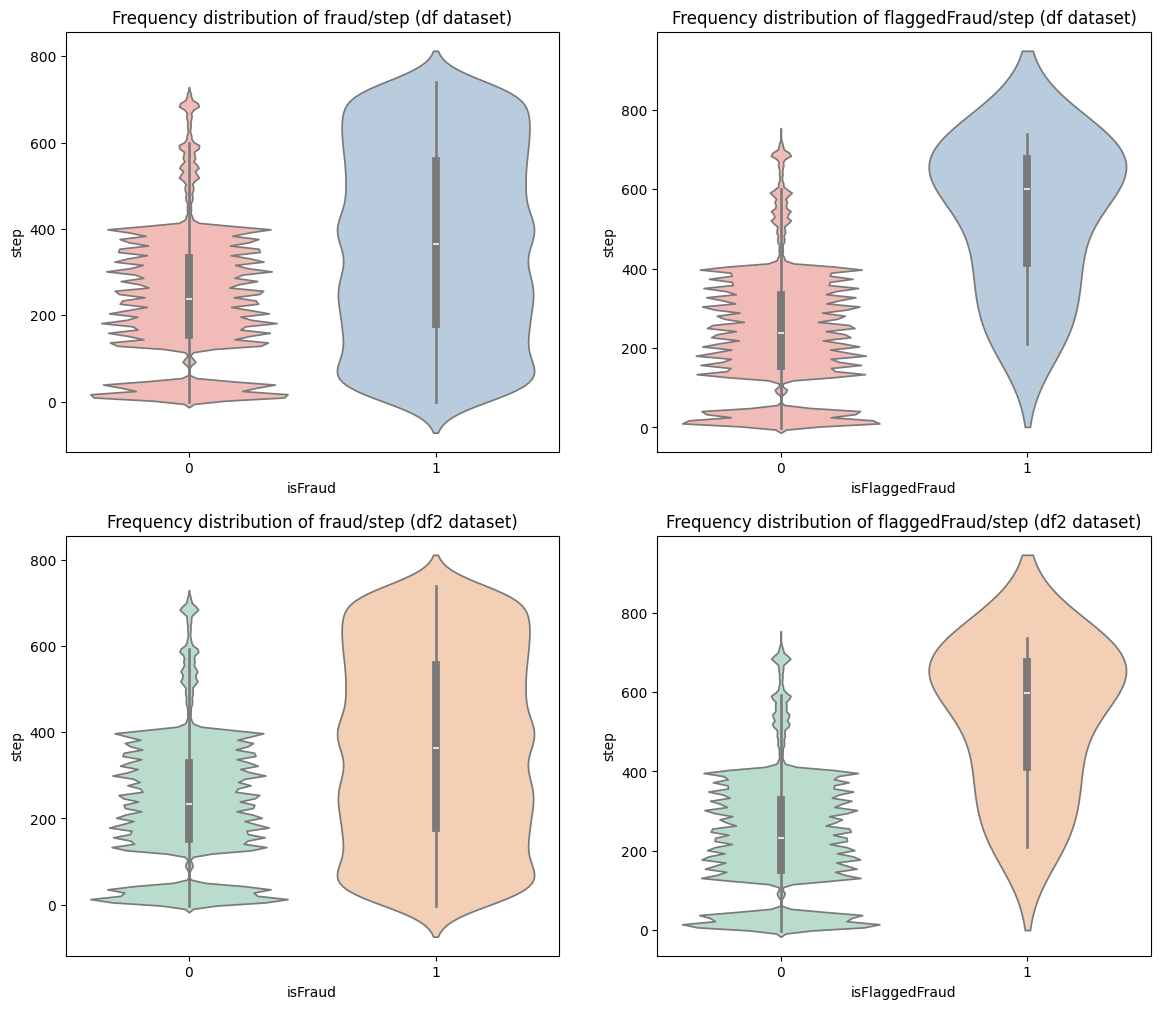 Frequency distribution of fraud/step (df dataset)
800
600
400
200
0
step
0
1
isFraud
Frequency distribution of flaggedFraud/step (df dataset)
800
600
400
200
0
step
0
1
isFlaggedFraud
Frequency distribution of fraud/step (df2 dataset)
800
600
400
200
0
step
0
1
isFraud
Frequency distribution of flaggedFraud/step (df2 dataset)
800
600
400
200
0
step
0
1
isFlaggedFraud